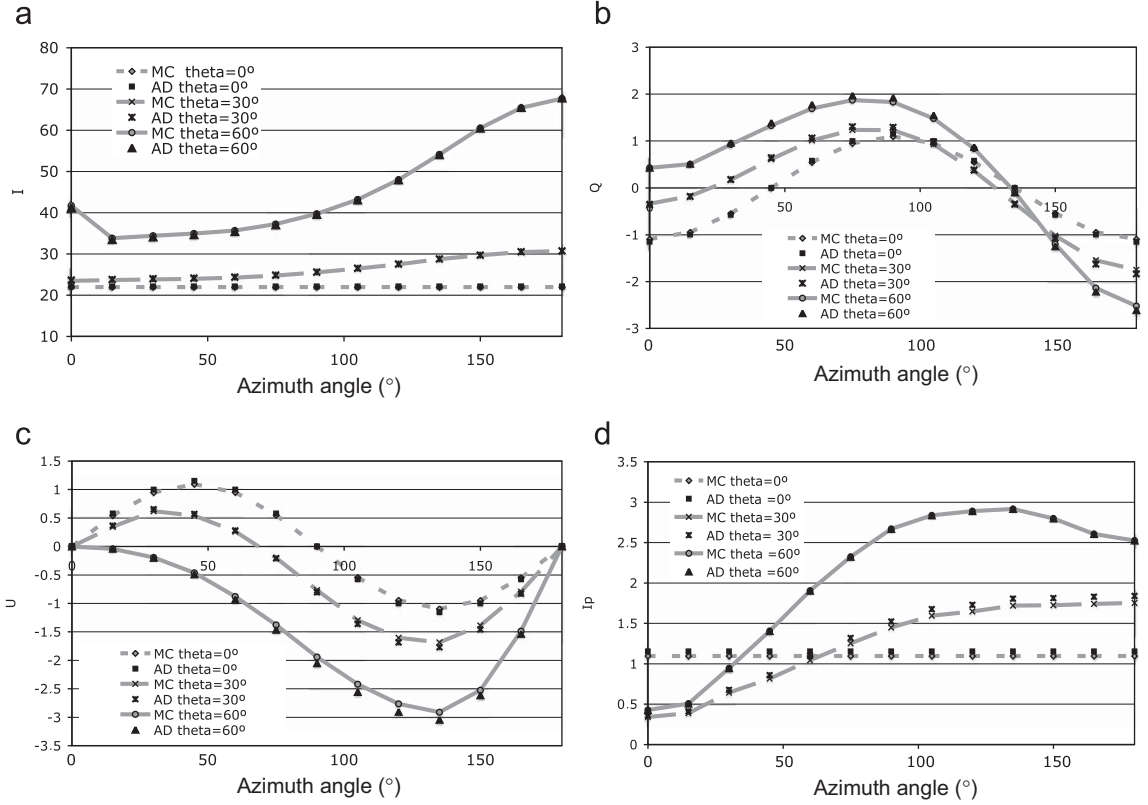 a
80
70
60
50
40
30
20
10
I
MC theta=0º
AD theta=0º
MC theta=30º
AD theta=30º
MC theta=60º
AD theta=60º
0 50 100 150
Azimuth angle (°)
b
3
2
1
0
-1
-2
-3
Q
50 100 150
MC theta=0º
AD theta=0º
MC theta=30º
AD theta=30º
MC theta=60º
AD theta=60º
0 50 100 150
Azimuth angle (°)
c
1.5
1
0.5
0
-0.5
-1
-1.5
-2
-2.5
-3
-3.5
U
50 100 150
MC theta=0º
AD theta=0º
MC theta=30º
AD theta=30º
MC theta=60º
AD theta=60º
0 50 100 150
Azimuth angle (°)
d
3.5
3
2.5
2
1.5
1
0.5
0
Ip
MC theta=0º
AD theta =0º
MC theta=30º
AD theta= 30º
MC theta =60º
AD theta =60º
0 50 100 150
Azimuth angle (°)